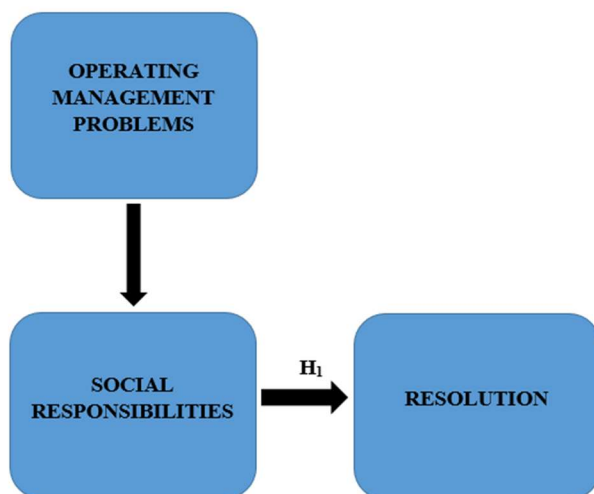 OPERATING
MANAGEMENT
PROBLEMS
SOCIAL
RESPONSIBILITIES
H₁
RESOLUTION